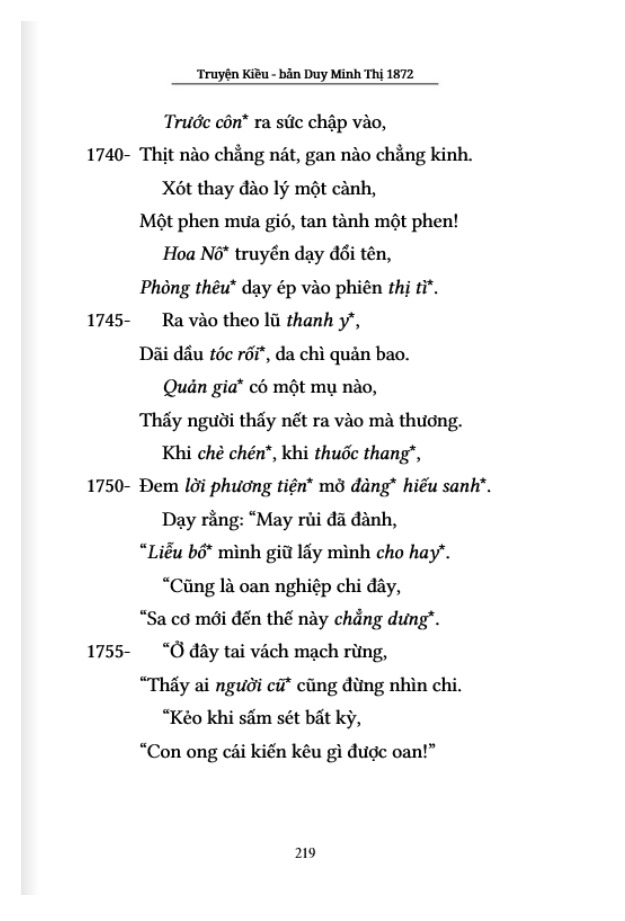 Truyện Kiều - bản Duy Minh Thị 1872
Trước côn* ra sức chập vào,
1740- Thịt nào chẳng nát, gan nào chẳng kinh.
Xót thay đào lý một cành,
Một phen mưa gió, tan tành một phen!
Hoa Nô* truyền dạy đổi tên,
Phòng thêu* dạy ép vào phiên thị tì*.
1745- Ra vào theo lũ thanh y*,
Dãi dầu tóc rối*, da chì quản bao.
Quản gia* có một mụ nào,
Thấy người thấy nết ra vào mà thương.
Khi chè chén*, khi thuốc thang*,
1750- Đem lời phương tiện* mở đàng* hiếu sanh*.
Dạy rằng: “May rủi đã đành,
“Liễu bồ* mình giữ lấy mình cho hay*.
“Cũng là oan nghiệp chi đây,
“Sa cơ mới đến thế này chẳng dưng*.
1755- “Ở đây tai vách mạch rừng,
“Thấy ai người cũ* cũng đừng nhìn chi.
“Kẻo khi sấm sét bất kỳ,
“Con ong cái kiến kêu gì được oan!”
219